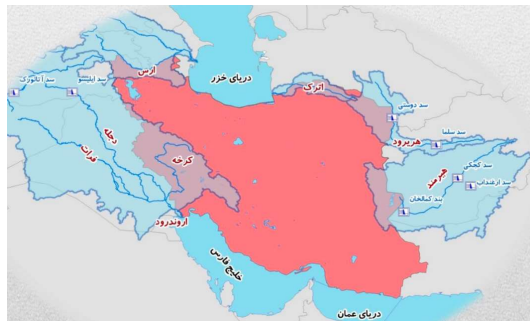 دریای خزر
ارس
سد آتاتورک
سد ایلیسو
اترک
سد دوستی
هریرود
سد سلما
دجله
فرات
کرخه
سد کجکی
هیرمند
سد ارغنداب
بند کمالخان
اروندرود
خلیج فارس
دریای عمان